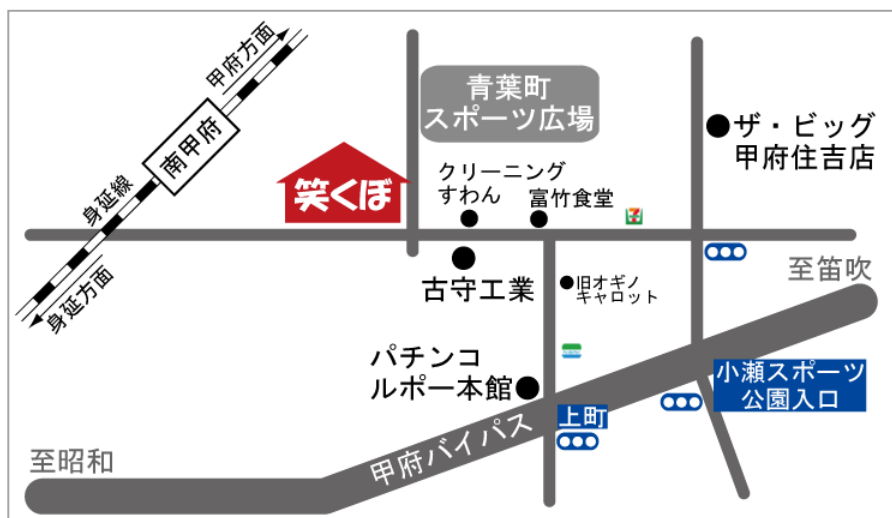 甲府方面
南甲府
身延線
身延方面
笑くぼ
青葉町
スポーツ広場
クリーニング
すわん
富竹食堂
ザ・ビッグ
甲府住吉店
古守工業
旧オギノ
キャロット
至笛吹
パチンコ
ルポー本館
小瀬スポーツ
公園入口
上町
甲府バイパス
至昭和
7